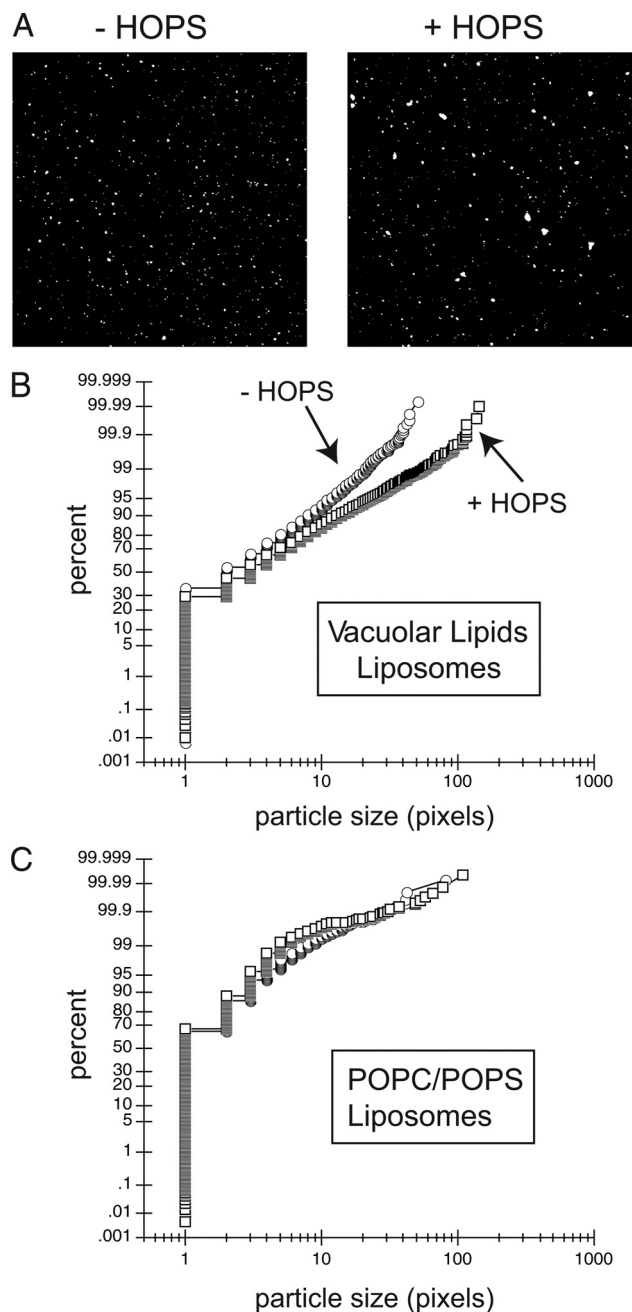 A
- HOPS
+ HOPS
B
99.999
99.99
99.9
99
95
90
80
70
50
30
20
10
5
1
.1
.01
.001
percent
- HOPS
+ HOPS
Vacuolar Lipids
Liposomes
1
10
100
1000
particle size (pixels)
C
99.999
99.99
99.9
99
95
90
80
70
50
30
20
10
5
1
.1
.01
.001
percent
POPC/POPS
Liposomes
1
10
100
1000
particle size (pixels)